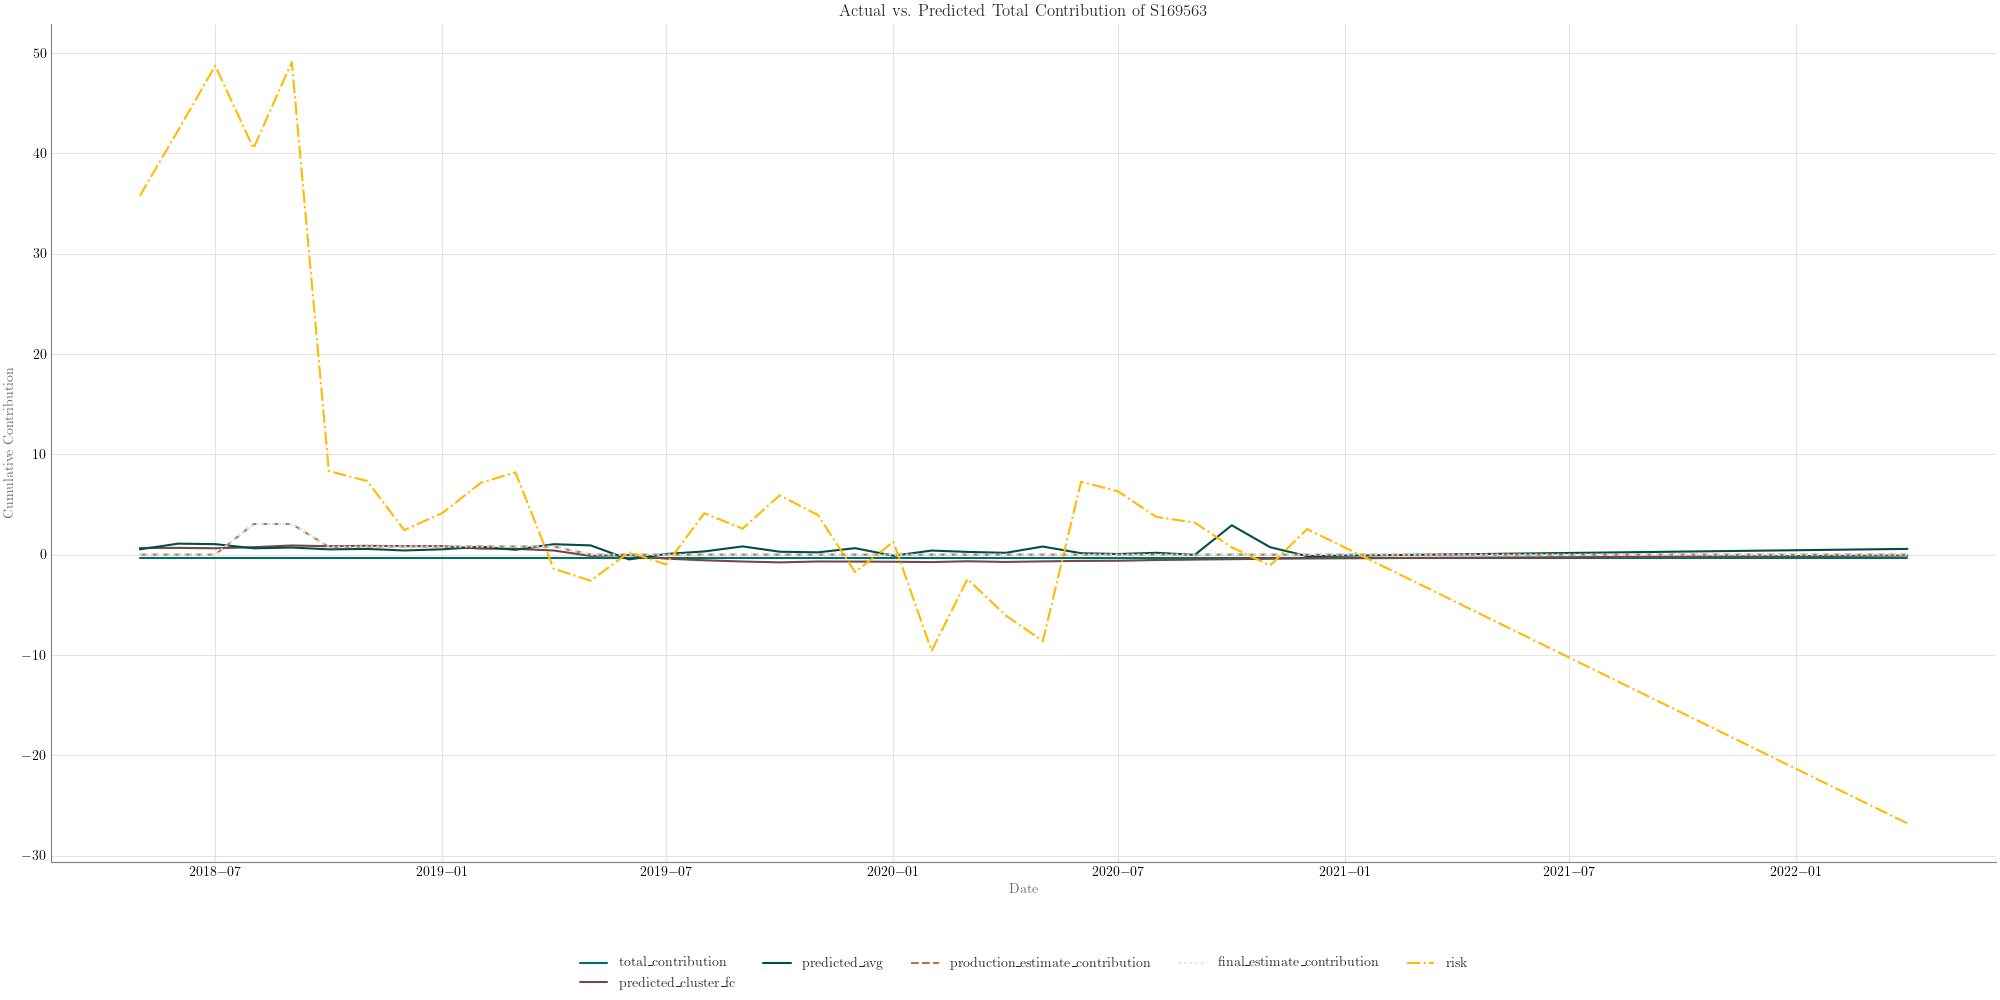 Actual vs. Predicted Total Contribution of S169563
50
40
30
20
10
0
−10
−20
−30
Cumulative Contribution
2018−07
2019−01
2019−07
2020−01
2020−07
2021−01
2021−07
2022−01
Date
total_contribution
predicted_avg
production_estimate_contribution
final_estimate_contribution
risk
predicted_cluster_fc